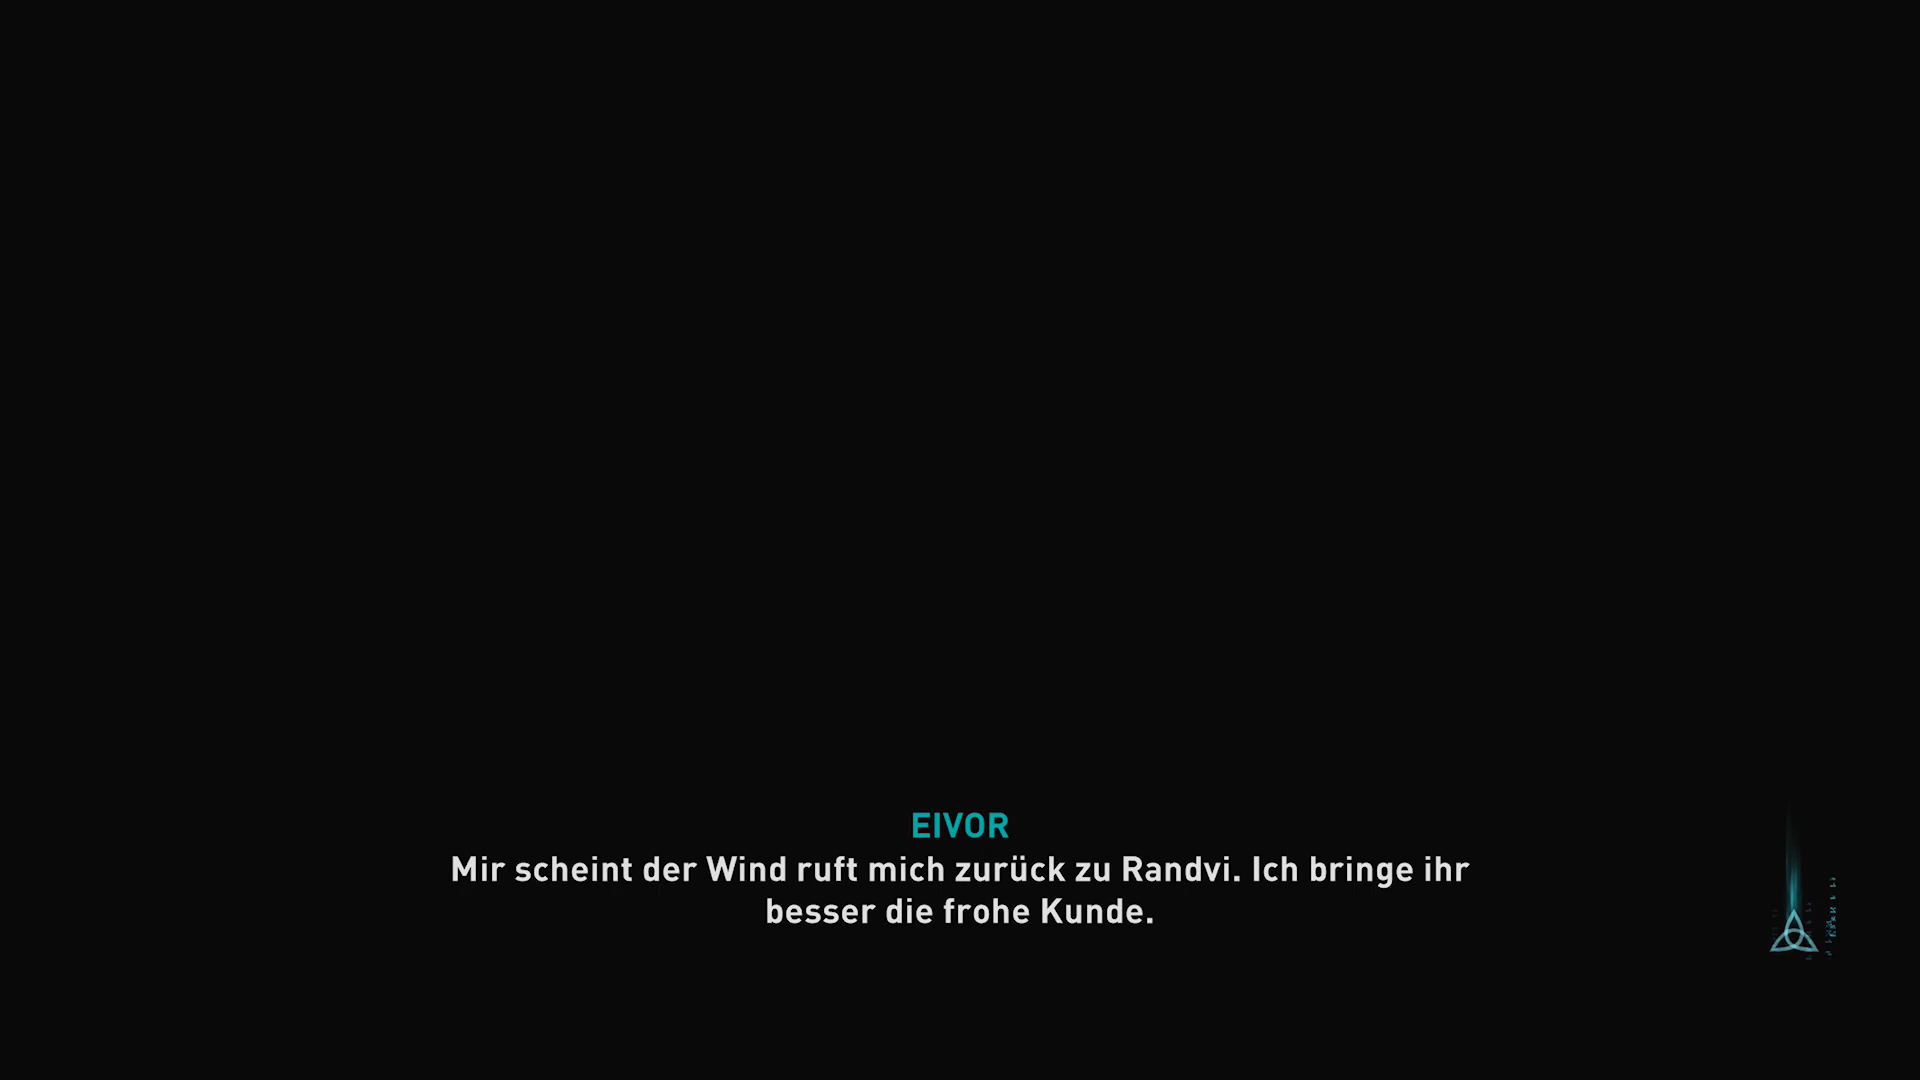 EIVOR
Mir scheint der Wind ruft mich zurück zu Randvi. Ich bringe ihr
besser die frohe Kunde.